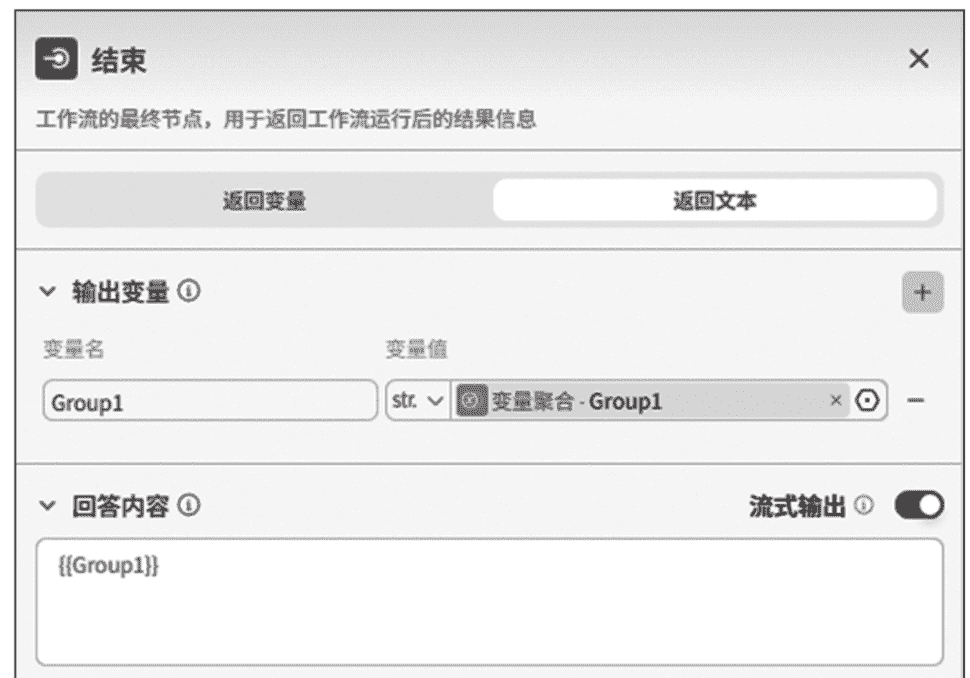 结束
工作流的最终节点，用于返回工作流运行后的结果信息
返回变量 返回文本
输出变量
变量名 变量值
Group1 str. 变量聚合 - Group1
回答内容 流式输出
{{Group1}}